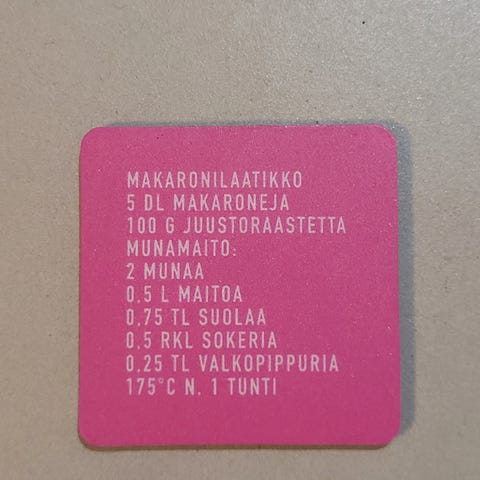 MAKARONILAATIKKO
5 DL MAKARONEJA
100 G JUUSTORAASTETTA
MUNAMAITO:
2 MUNAA
0,5 L MAITOA
0,75 TL SUOLAA
0,5 RKL SOKERIA
0,25 TL VALKOPIPPURIA
175°C N. 1 TUNTI